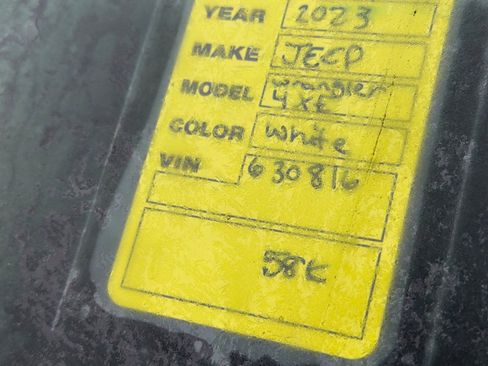 YEAR 2023
MAKE JEEP
MODEL wrangler
4XE
COLOR White
VIN 630816
58K